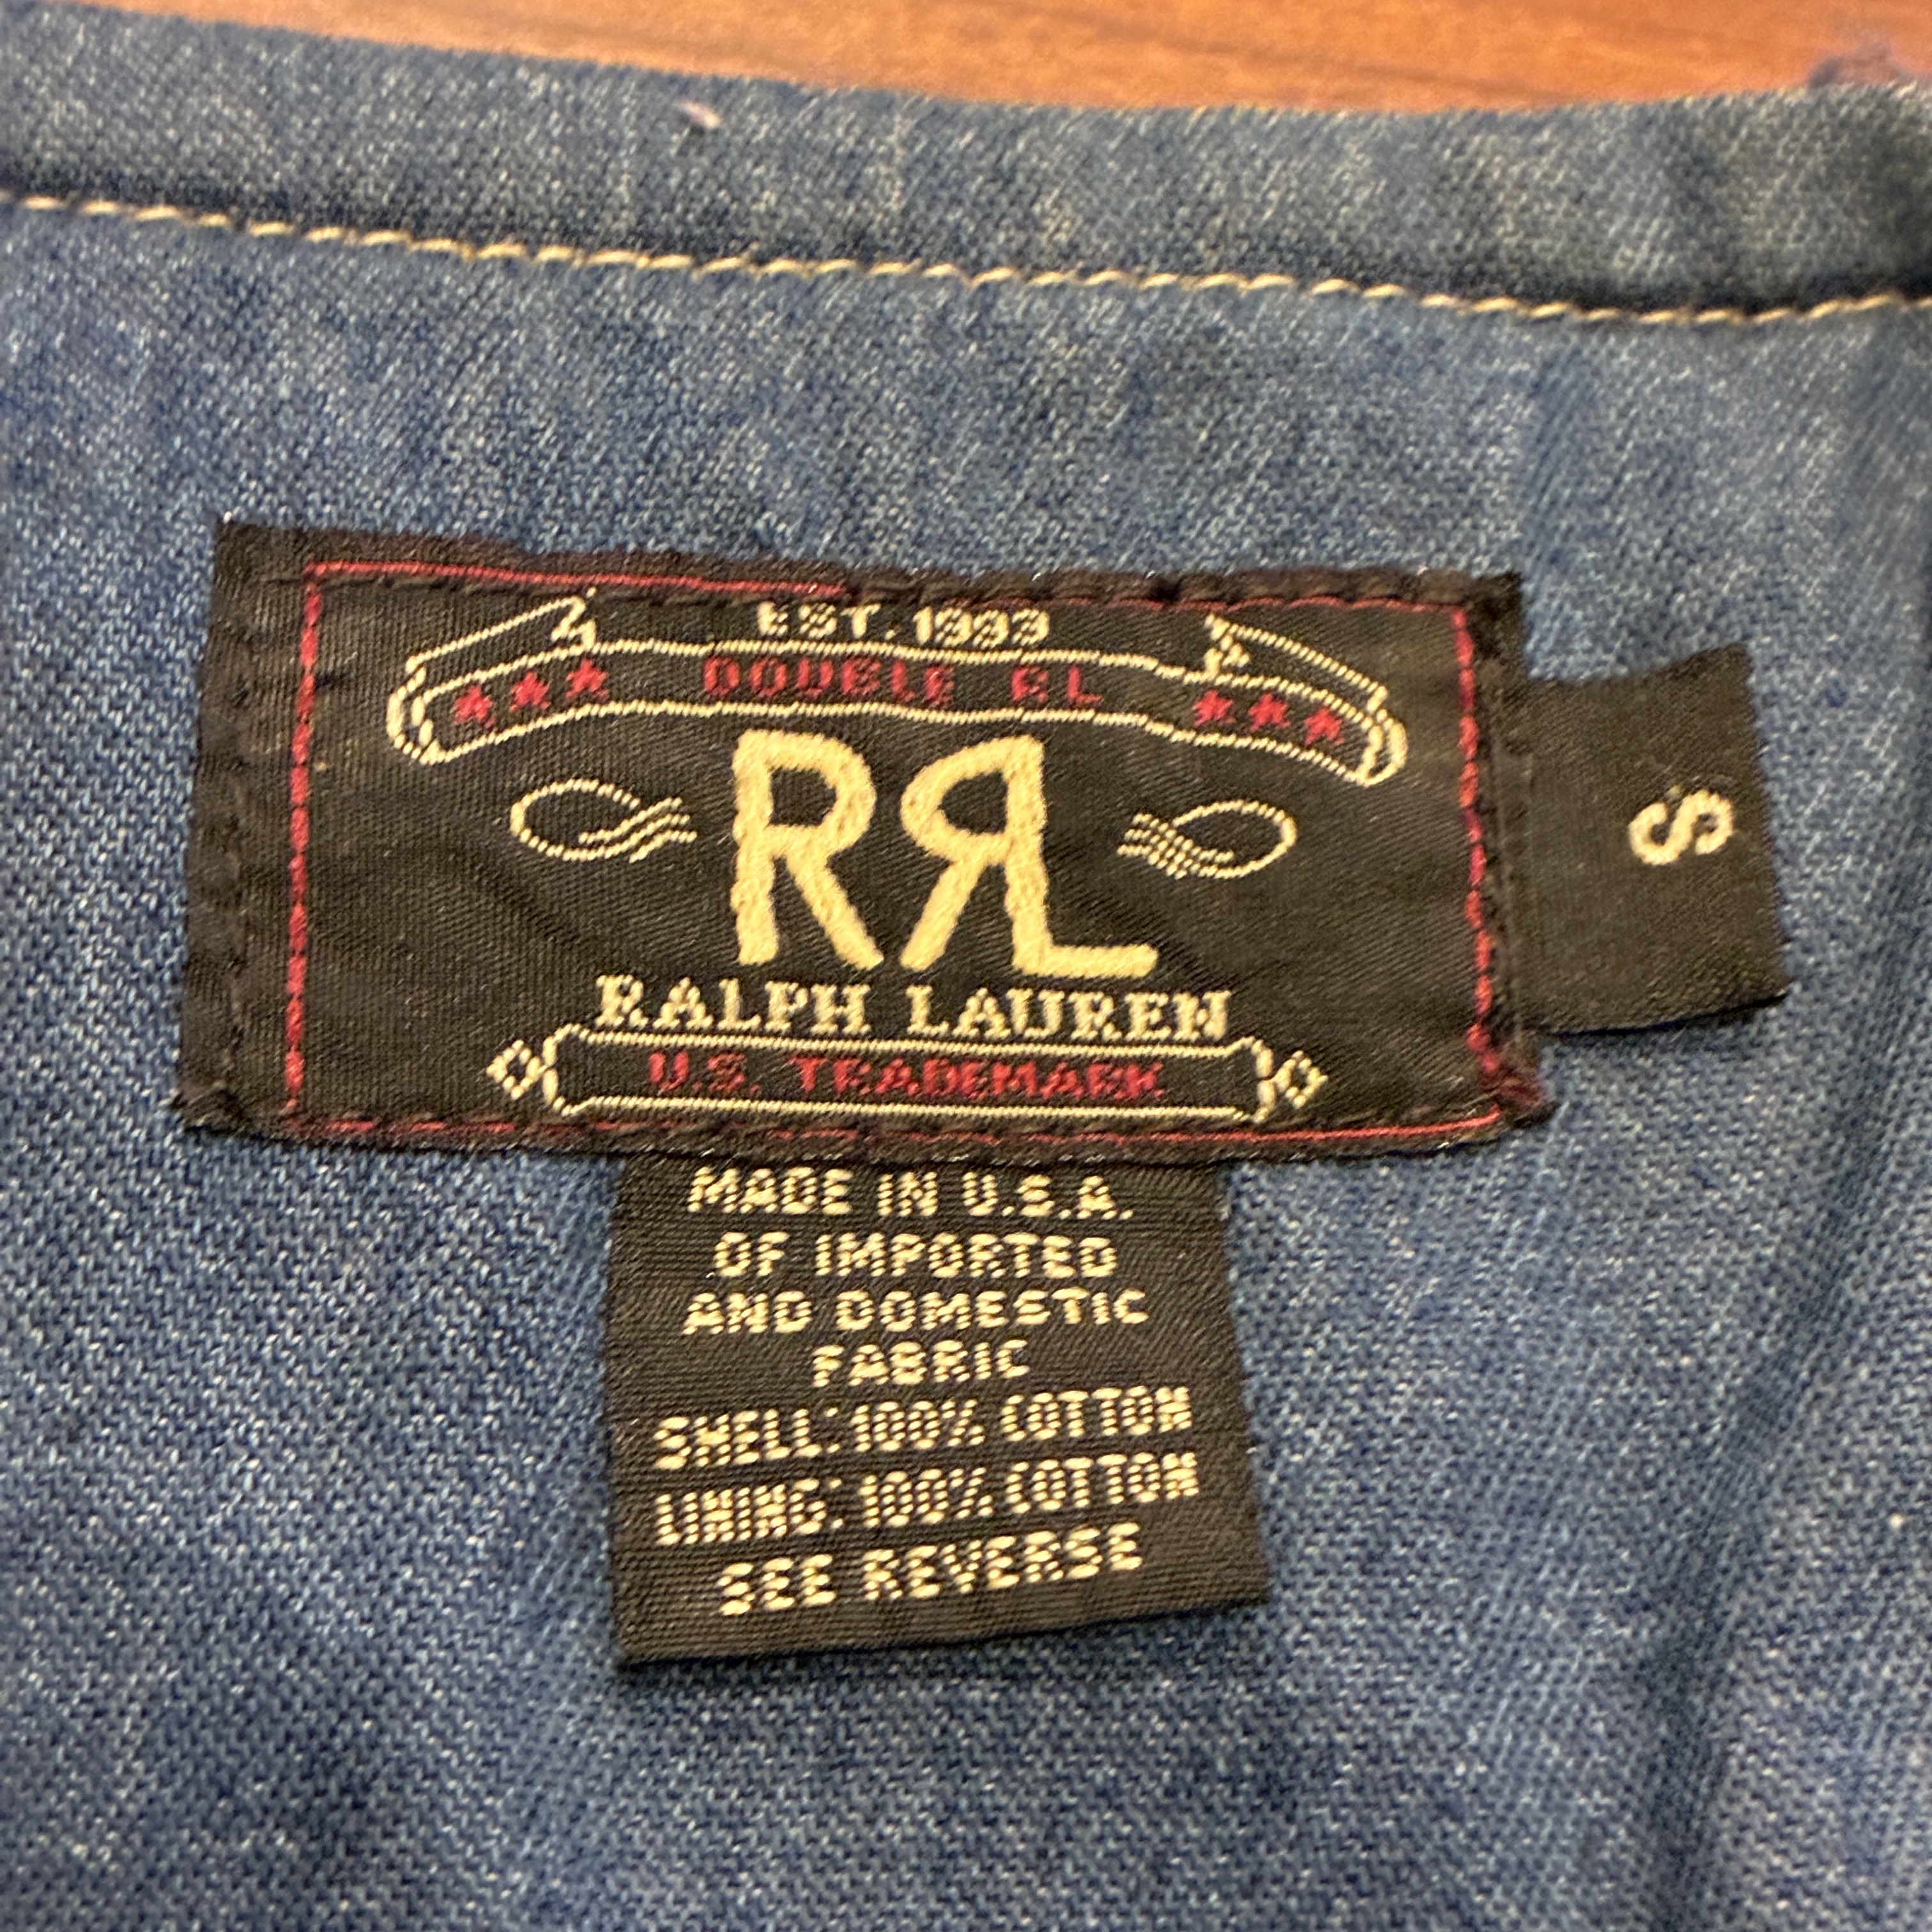 EST. 1993
★★★ DOUBLE RL ★★★
RRL
RALPH LAUREN
U.S. TRADEMARK
S
MADE IN U.S.A.
OF IMPORTED
AND DOMESTIC
FABRIC
SHELL: 100% COTTON
LINING: 100% COTTON
SEE REVERSE